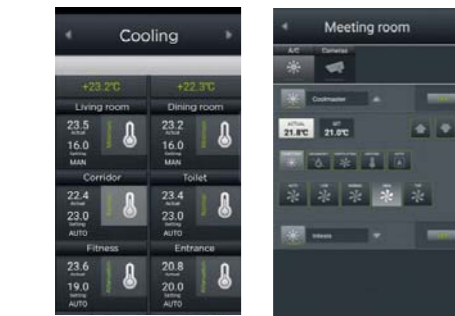 Cooling
+23.2°C +22.3°C
Living room Dining room
23.5 23.2
Actual Actual
16.0 16.0
Setting Setting
MAN MAN
Corridor Toilet
22.4 23.4
Actual Actual
23.0 23.0
Setting Setting
AUTO AUTO
Fitness Entrance
23.6 20.8
Actual Actual
19.0 20.0
Setting Setting
AUTO AUTO
Meeting room
A/C Cameras
Coolmaster
ACTUAL SET
21.8°C 21.0°C
AUTO LOW
TOP
Intesis